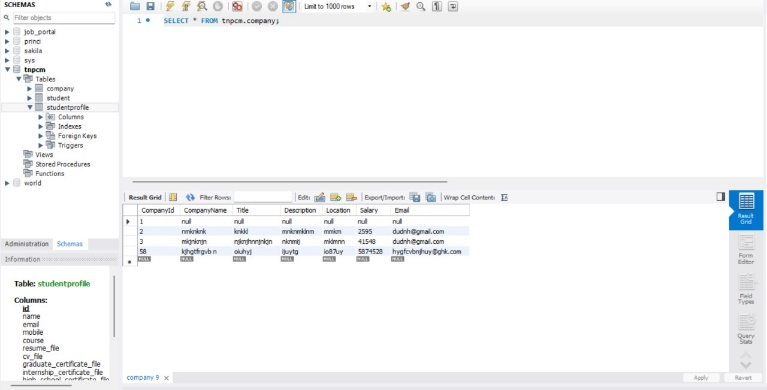 SCHEMAS
Filter objects
job_portal
princi
sakila
sys
tnpcm
Tables
company
student
studentprofile
Columns
Indexes
Foreign Keys
Triggers
Views
Stored Procedures
Functions
world
Administration Schemas
Information
Table: studentprofile
Columns:
id
name
email
mobile
course
resume_file
cv_file
graduate_certificate_file
internship_certificate_file
high_school_certificate_file
Limit to 1000 rows
1 SELECT * FROM tnpcm.company;
Result Grid Filter Rows: Edit: Export/Import: Wrap Cell Content:
CompanyId CompanyName Title Description Location Salary Email
1 null null null null null null
2 nmknknk knkkl mnknmklnm mmkm 2595 dudnh@gmail.com
3 mkjnknjn njknjhnnjnkjn nknmtj mklmnn 41548 dudnh@gmail.com
58 kjhgtfrgvb n oiuhyj ijuytg io87uy 5874528 hygfcvbnjhuy@ghk.com
NULL NULL NULL NULL NULL NULL NULL
Result Grid
Form Editor
Field Types
Query Stats
company 9
Apply Revert